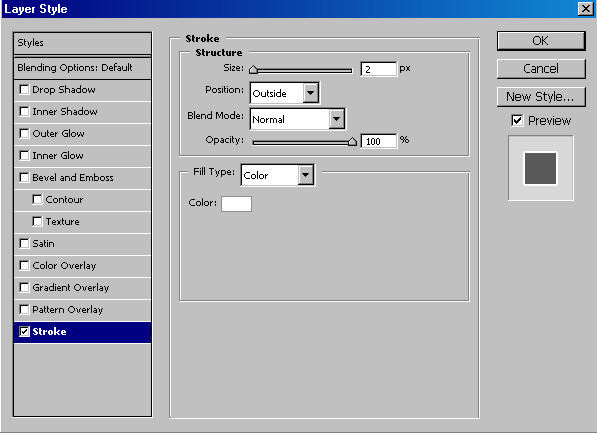 Layer Style
Styles
Blending Options: Default
Drop Shadow
Inner Shadow
Outer Glow
Inner Glow
Bevel and Emboss
Contour
Texture
Satin
Color Overlay
Gradient Overlay
Pattern Overlay
Stroke
Stroke
Structure
Size: 2 px
Position: Outside
Blend Mode: Normal
Opacity: 100 %
Fill Type: Color
Color:
OK
Cancel
New Style...
Preview